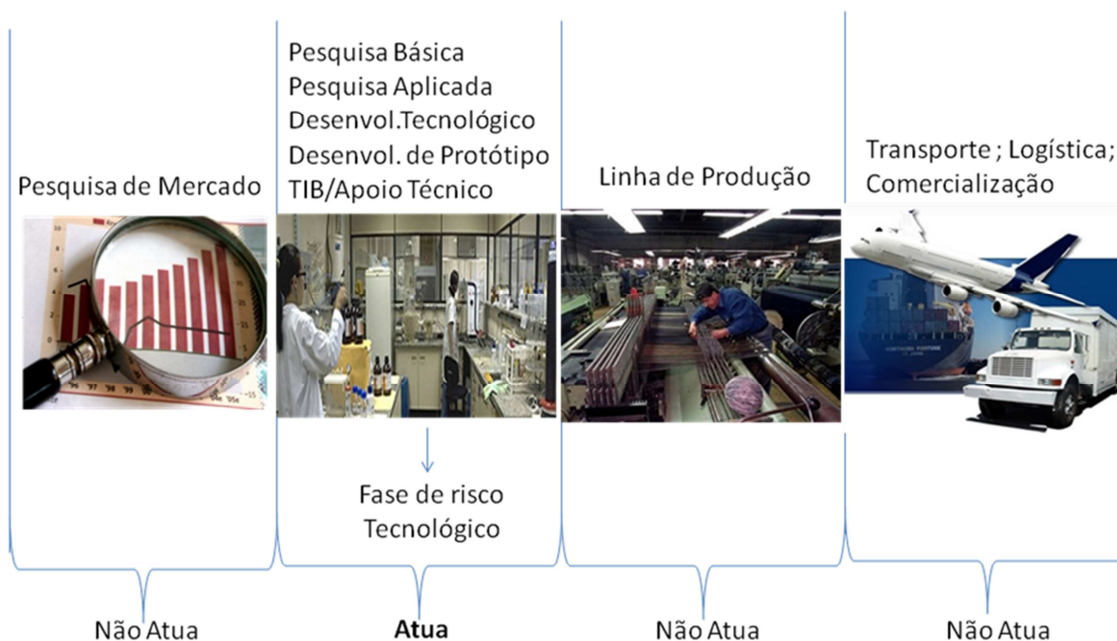 Pesquisa de Mercado
Pesquisa Básica
Pesquisa Aplicada
Desenvol.Tecnológico
Desenvol. de Protótipo
TIB/Apoio Técnico
Linha de Produção
Transporte ; Logística;
Comercialização
Fase de risco
Tecnológico
Não Atua
Atua
Não Atua
Não Atua